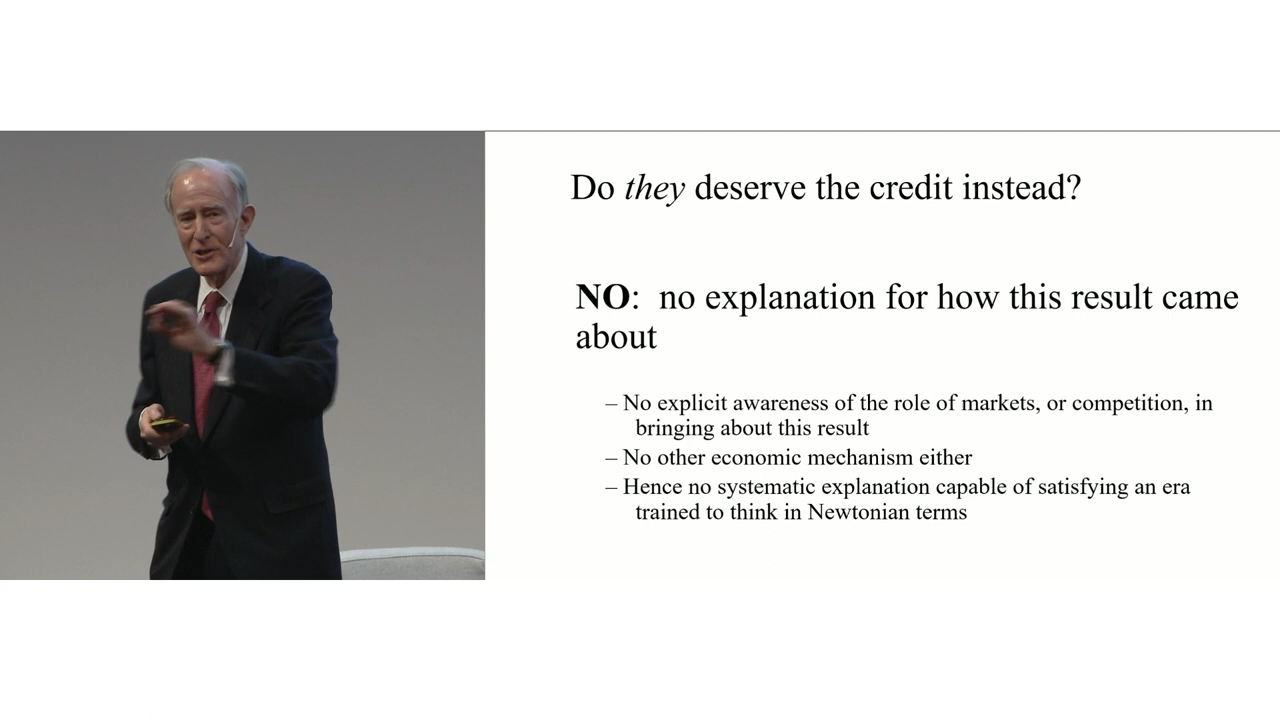 Do they deserve the credit instead?
NO: no explanation for how this result came
about
– No explicit awareness of the role of markets, or competition, in
bringing about this result
– No other economic mechanism either
– Hence no systematic explanation capable of satisfying an era
trained to think in Newtonian terms